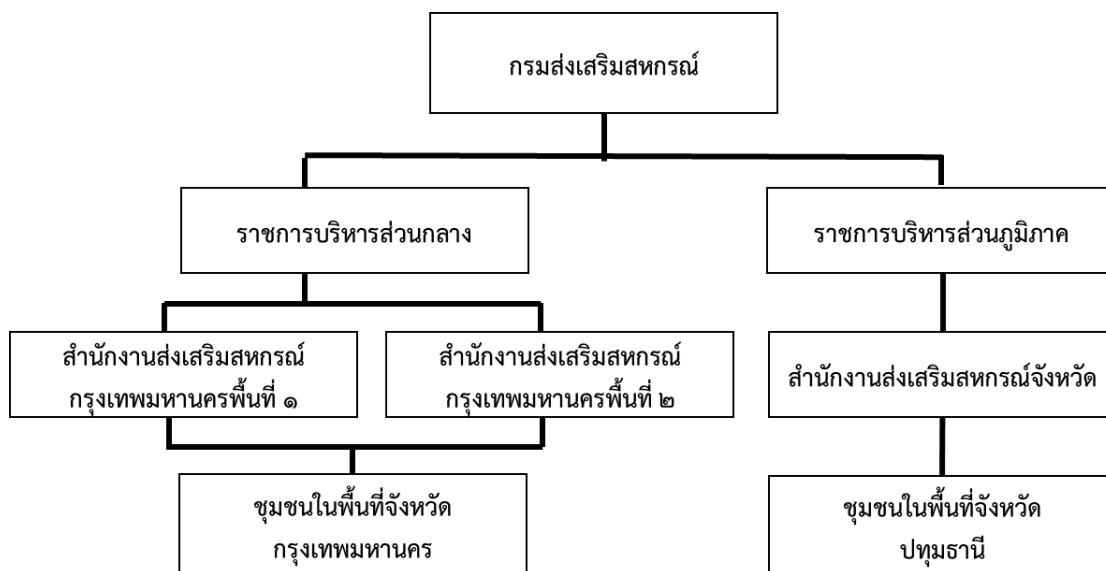 กรมส่งเสริมสหกรณ์
ราชการบริหารส่วนกลาง
ราชการบริหารส่วนภูมิภาค
สำนักงานส่งเสริมสหกรณ์
กรุงเทพมหานครพื้นที่ ๑
สำนักงานส่งเสริมสหกรณ์
กรุงเทพมหานครพื้นที่ ๒
สำนักงานส่งเสริมสหกรณ์จังหวัด
ชุมชนในพื้นที่จังหวัด
กรุงเทพมหานคร
ชุมชนในพื้นที่จังหวัด
ปทุมธานี